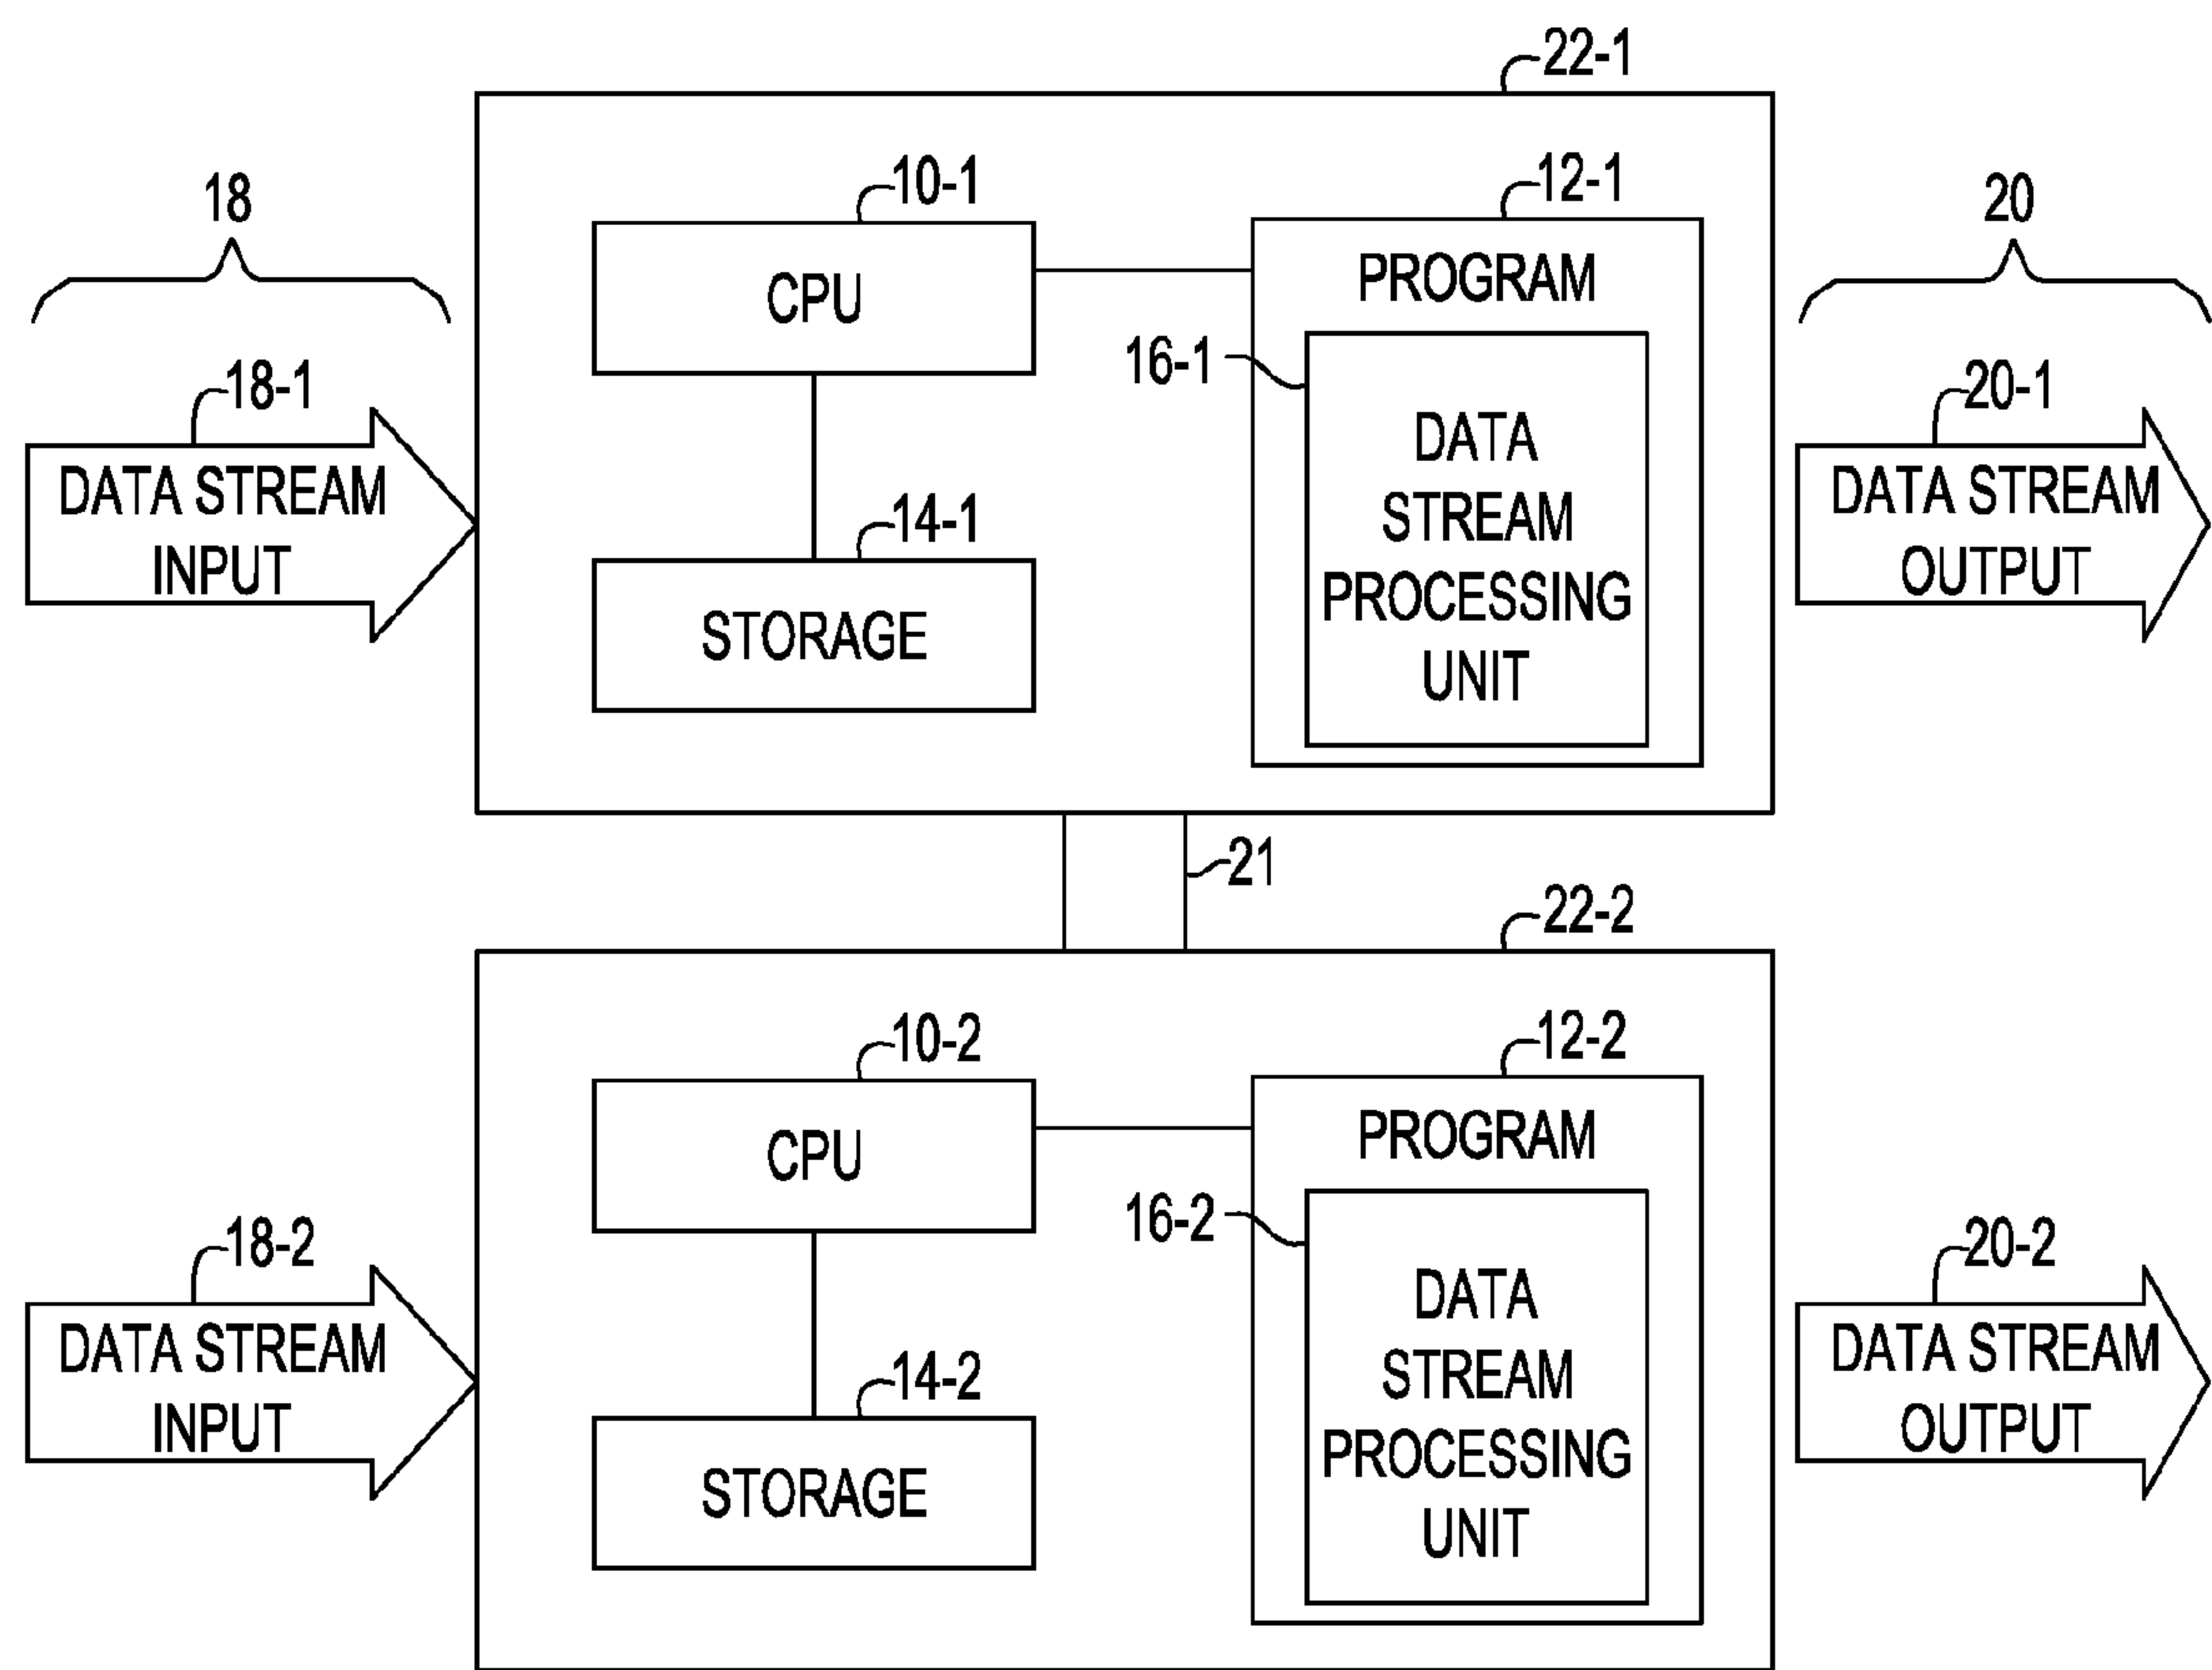 22-1
10-1
12-1
18
20
CPU
PROGRAM
16-1
18-1
20-1
DATA
STREAM
PROCESSING
UNIT
DATA STREAM
INPUT
14-1
STORAGE
DATA STREAM
OUTPUT
21
22-2
10-2
12-2
CPU
PROGRAM
16-2
18-2
20-2
DATA
STREAM
PROCESSING
UNIT
DATA STREAM
INPUT
14-2
STORAGE
DATA STREAM
OUTPUT